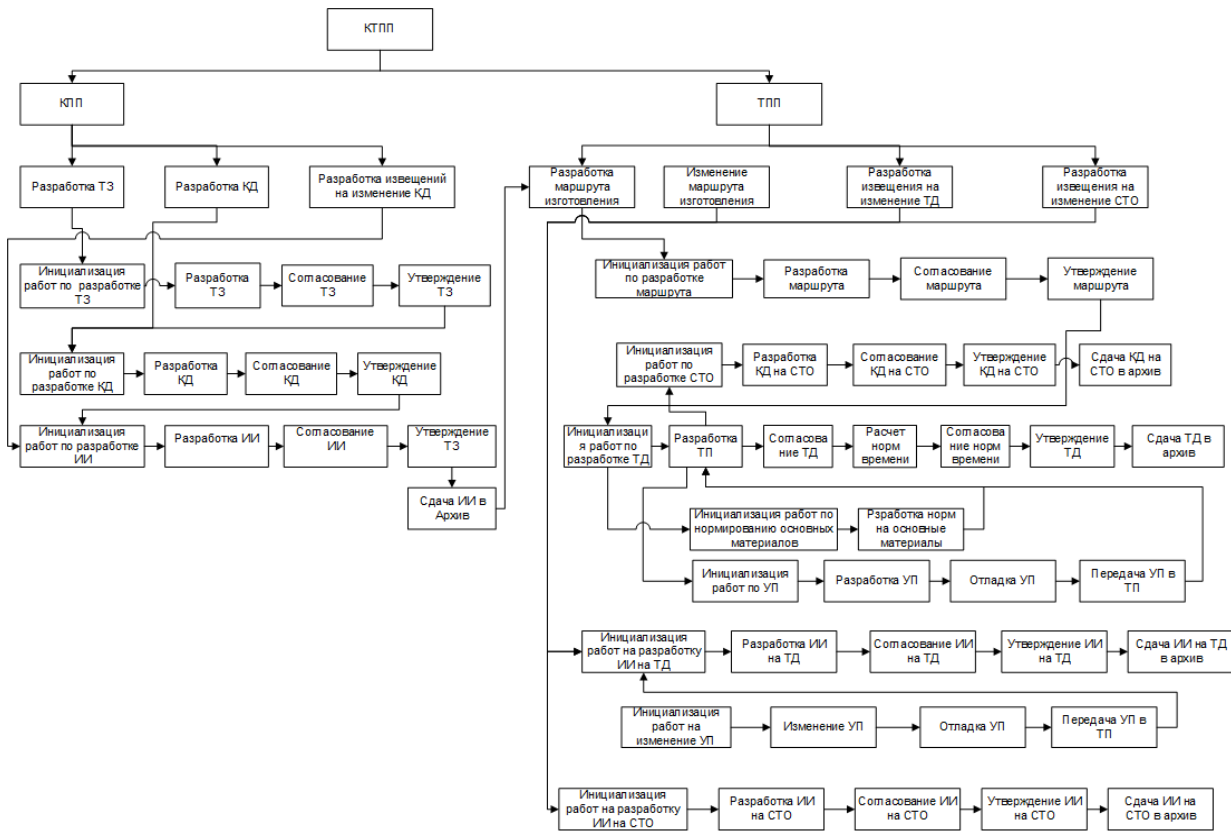 КТПП
КПП
ТПП
Разработка ТЗ
Разработка КД
Разработка извещений
на изменение КД
Разработка
маршрута
изготовления
Изменение
маршрута
изготовления
Разработка
извещения на
изменение ТД
Разработка
извещения на
изменение СТО
Инициализация
работ по разработке
ТЗ
Разработка
ТЗ
Согласование
ТЗ
Утверждение
ТЗ
Инициализация работ
по разработке
маршрута
Разработка
маршрута
Согласование
маршрута
Утверждение
маршрута
Инициализация
работ по
разработке КД
Разработка
КД
Согласование
КД
Утверждение
КД
Инициализация
работ по
разработке СТО
Разработка
КД на СТО
Согласование
КД на СТО
Утверждение
КД на СТО
Сдача КД на
СТО в архив
Инициализация
работ по разработке
ИИ
Разработка ИИ
Согласование
ИИ
Утверждение
ТЗ
Сдача ИИ в
Архив
Инициализаци
я работ по
разработке ТД
Разработка
ТП
Согласова
ние ТД
Расчет
норм
времени
Согласова
ние норм
времени
Утверждение
ТД
Сдача ТД в
архив
Инициализация работ по
нормированию основных
материалов
Рзработка норм
на основные
материалы
Инициализация
работ по УП
Разработка УП
Отладка УП
Передача УП в
ТП
Инициализация
работ на разработку
ИИ на ТД
Разработка ИИ
на ТД
Согласование ИИ
на ТД
Утверждение ИИ
на ТД
Сдача ИИ на ТД
в архив
Инициализация
работ на
изменение УП
Изменение УП
Отладка УП
Передача УП в
ТП
Инициализация
работ на разработку
ИИ на СТО
Разработка ИИ
на СТО
Согласование ИИ
на СТО
Утверждение ИИ
на СТО
Сдача ИИ на
СТО в архив